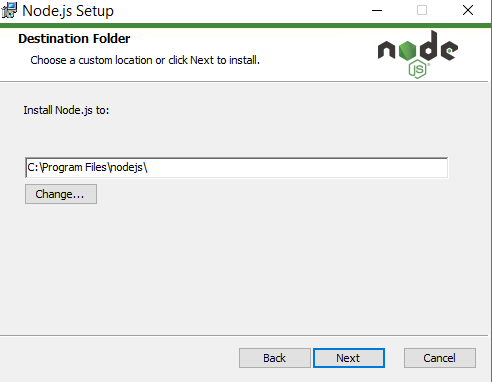 Node.js Setup
Destination Folder
Choose a custom location or click Next to install.
node
JS
Install Node.js to:
C:\Program Files\nodejs\
Change...
Back
Next
Cancel